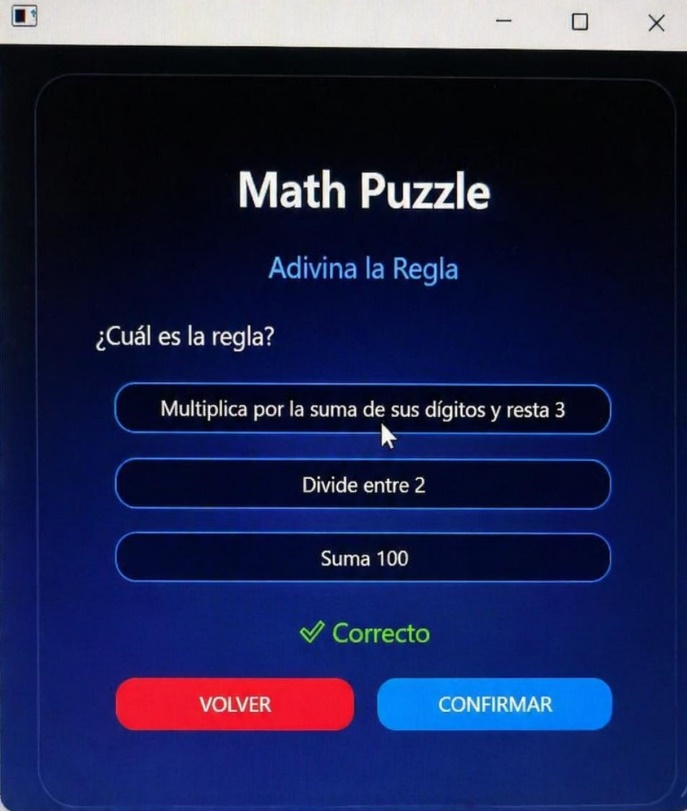 Math Puzzle
Adivina la Regla
¿Cuál es la regla?
Multiplica por la suma de sus dígitos y resta 3
Divide entre 2
Suma 100
Correcto
VOLVER
CONFIRMAR